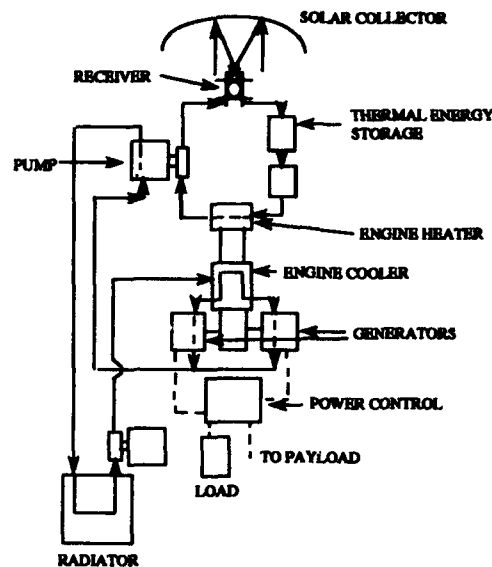 SOLAR COLLECTOR
RECEIVER
THERMAL ENERGY
STORAGE
PUMP
ENGINE HEATER
ENGINE COOLER
GENERATORS
POWER CONTROL
TO PAYLOAD
LOAD
RADIATOR